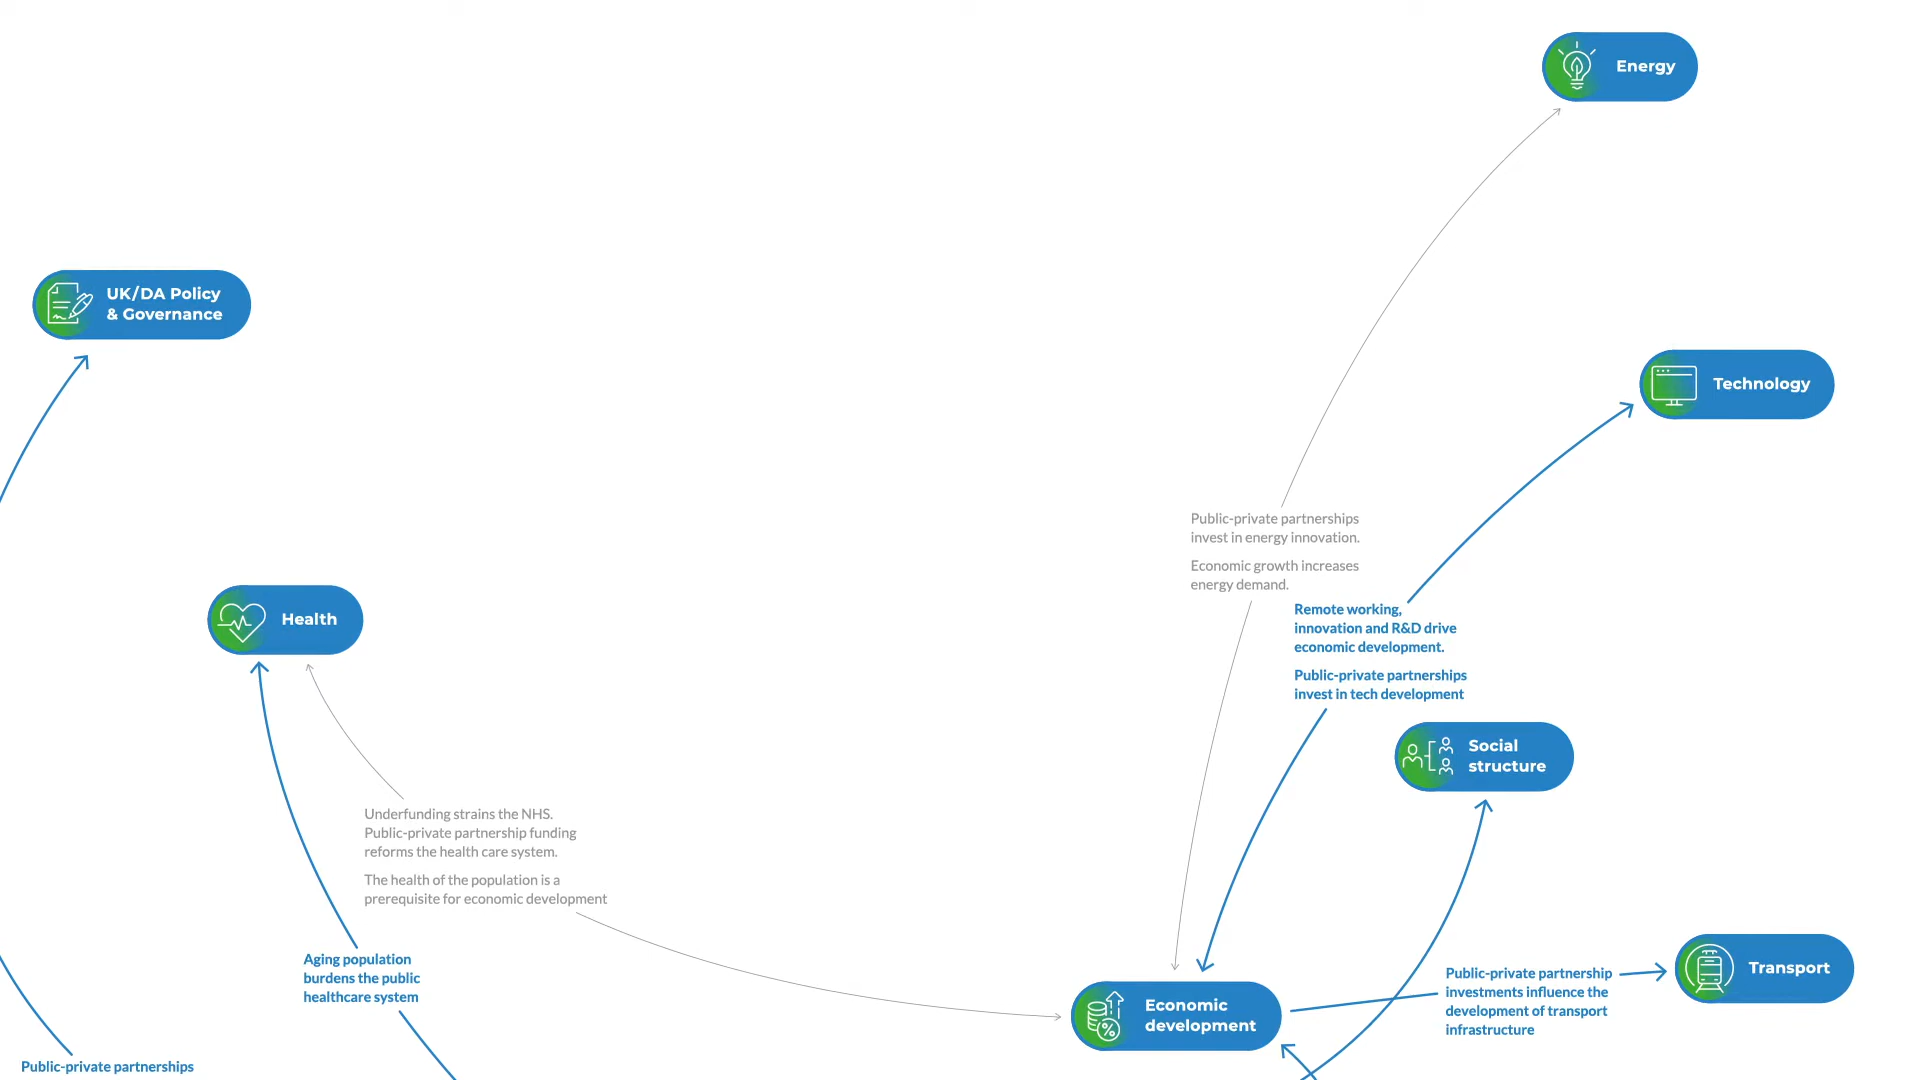 Energy
UK/DA Policy
& Governance
Technology
Public-private partnerships
invest in energy innovation.
Economic growth increases
energy demand.
Remote working,
innovation and R&D drive
economic development.
Public-private partnerships
invest in tech development
Health
Social
structure
Underfunding strains the NHS.
Public-private partnership funding
reforms the health care system.
The health of the population is a
prerequisite for economic development
Aging population
burdens the public
healthcare system
Economic
development
Public-private partnership
investments influence the
development of transport
infrastructure
Transport
Public-private partnerships